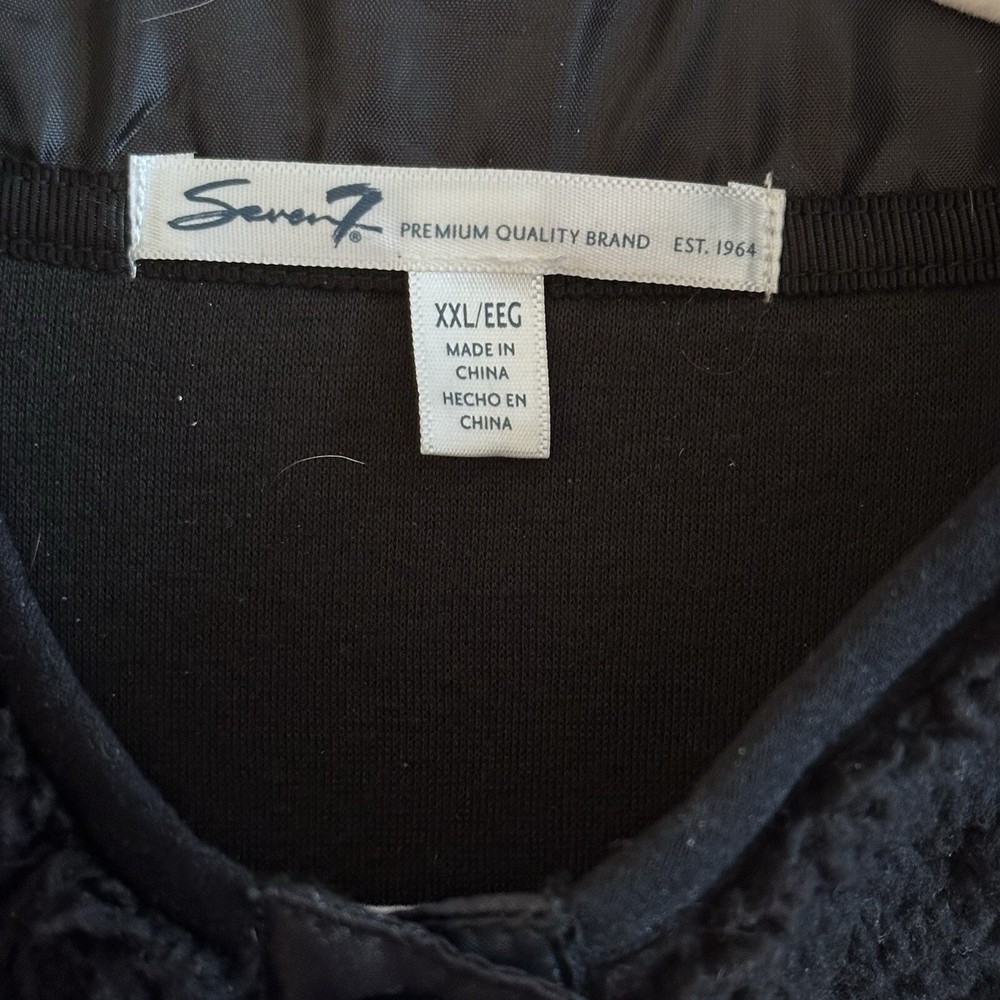 Seven7® PREMIUM QUALITY BRAND EST. 1964
XXL/EEG
MADE IN
CHINA
HECHO EN
CHINA